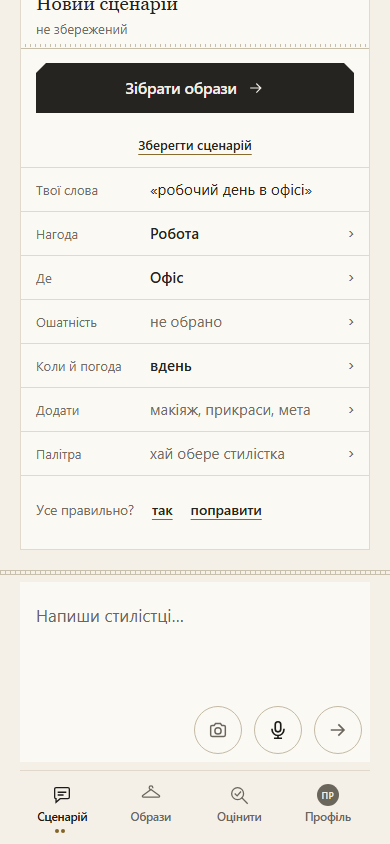 Новий сценарій
не збережений
Зібрати образи →
Зберегти сценарій
Твої слова «робочий день в офісі»
Нагода Робота
Де Офіс
Ошатність не обрано
Коли й погода вдень
Додати макіяж, прикраси, мета
Палітра хай обере стилістка
Усе правильно? так поправити
Напиши стилістці...
ПР
Сценарій Образи Оцінити Профіль